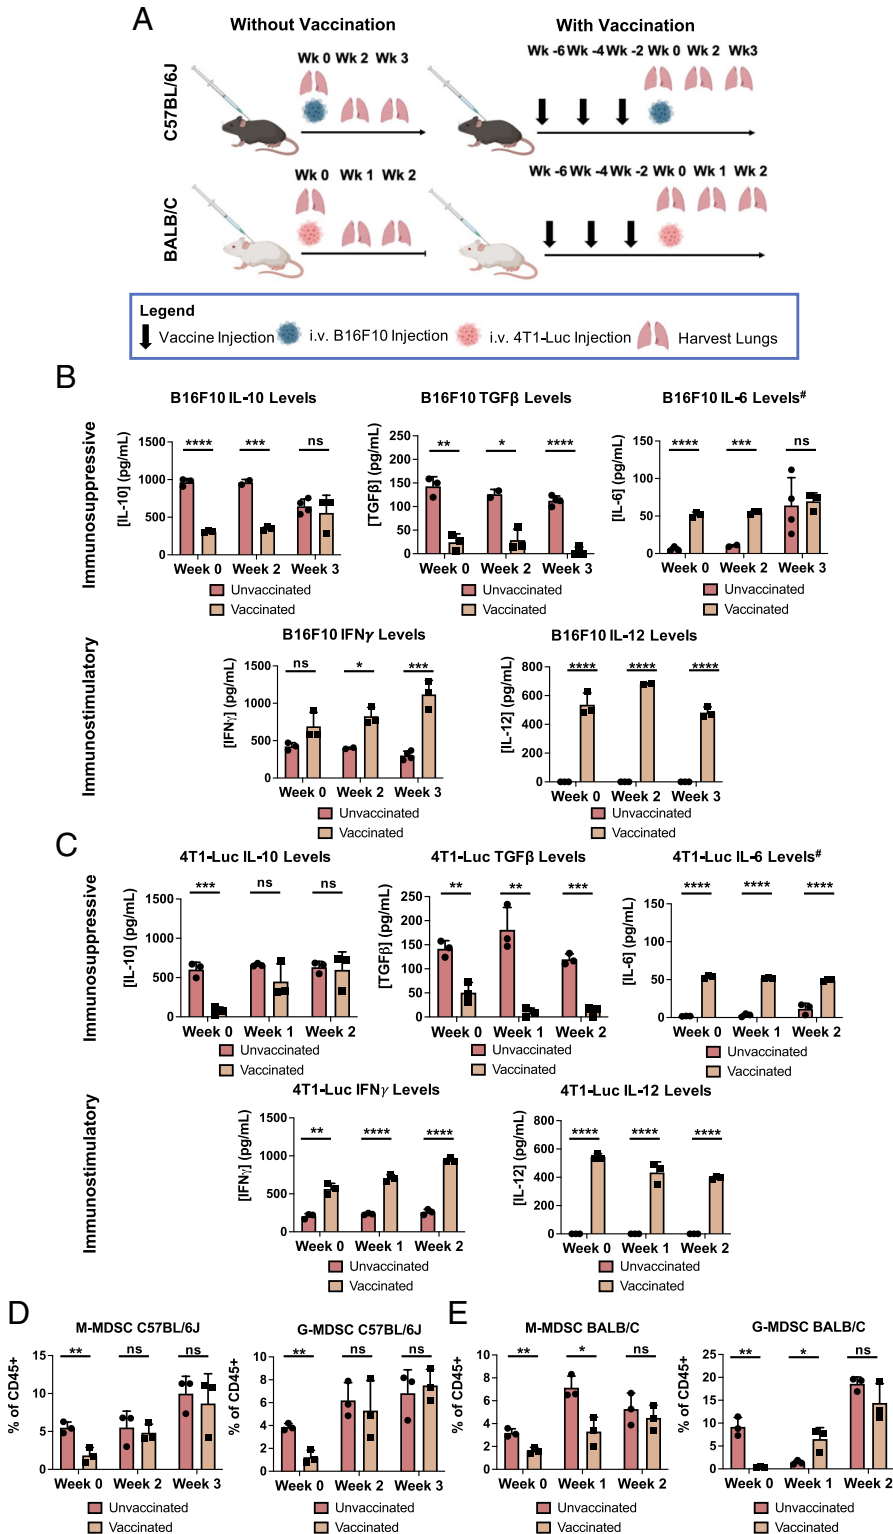 A
Without Vaccination
With Vaccination
C57BL/6J
Wk 0 Wk 2 Wk 3
Wk -6 Wk -4 Wk -2 Wk 0 Wk 2 Wk3
BALB/C
Wk 0 Wk 1 Wk 2
Wk -6 Wk -4 Wk -2 Wk 0 Wk 1 Wk 2
Legend
Vaccine Injection
i.v. B16F10 Injection
i.v. 4T1-Luc Injection
Harvest Lungs
B
Immunosuppressive
B16F10 IL-10 Levels
[IL-10] (pg/mL)
1500
1000
500
0
**** *** ns
Week 0 Week 2 Week 3
Unvaccinated
Vaccinated
B16F10 TGFβ Levels
[TGFβ] (pg/mL)
250
200
150
100
50
0
** * ****
Week 0 Week 2 Week 3
Unvaccinated
Vaccinated
B16F10 IL-6 Levels#
[IL-6] (pg/mL)
150
100
50
0
**** *** ns
Week 0 Week 2 Week 3
Unvaccinated
Vaccinated
Immunostimulatory
B16F10 IFNγ Levels
[IFNγ] (pg/mL)
1500
1000
500
0
ns * ***
Week 0 Week 2 Week 3
Unvaccinated
Vaccinated
B16F10 IL-12 Levels
[IL-12] (pg/mL)
800
600
400
200
0
**** **** ****
Week 0 Week 2 Week 3
Unvaccinated
Vaccinated
C
Immunosuppressive
4T1-Luc IL-10 Levels
[IL-10] (pg/mL)
1500
1000
500
0
*** ns ns
Week 0 Week 1 Week 2
Unvaccinated
Vaccinated
4T1-Luc TGFβ Levels
[TGFβ] (pg/mL)
250
200
150
100
50
0
** ** ***
Week 0 Week 1 Week 2
Unvaccinated
Vaccinated
4T1-Luc IL-6 Levels#
[IL-6] (pg/mL)
150
100
50
0
**** **** ****
Week 0 Week 1 Week 2
Unvaccinated
Vaccinated
Immunostimulatory
4T1-Luc IFNγ Levels
[IFNγ] (pg/mL)
1500
1000
500
0
** **** ****
Week 0 Week 1 Week 2
Unvaccinated
Vaccinated
4T1-Luc IL-12 Levels
[IL-12] (pg/mL)
800
600
400
200
0
**** **** ****
Week 0 Week 1 Week 2
Unvaccinated
Vaccinated
D
M-MDSC C57BL/6J
% of CD45+
15
10
5
0
** ns ns
Week 0 Week 2 Week 3
Unvaccinated
Vaccinated
G-MDSC C57BL/6J
% of CD45+
10
8
6
4
2
0
** ns ns
Week 0 Week 2 Week 3
Unvaccinated
Vaccinated
E
M-MDSC BALB/C
% of CD45+
10
8
6
4
2
0
** * ns
Week 0 Week 1 Week 2
Unvaccinated
Vaccinated
G-MDSC BALB/C
% of CD45+
25
20
15
10
5
0
** * ns
Week 0 Week 1 Week 2
Unvaccinated
Vaccinated